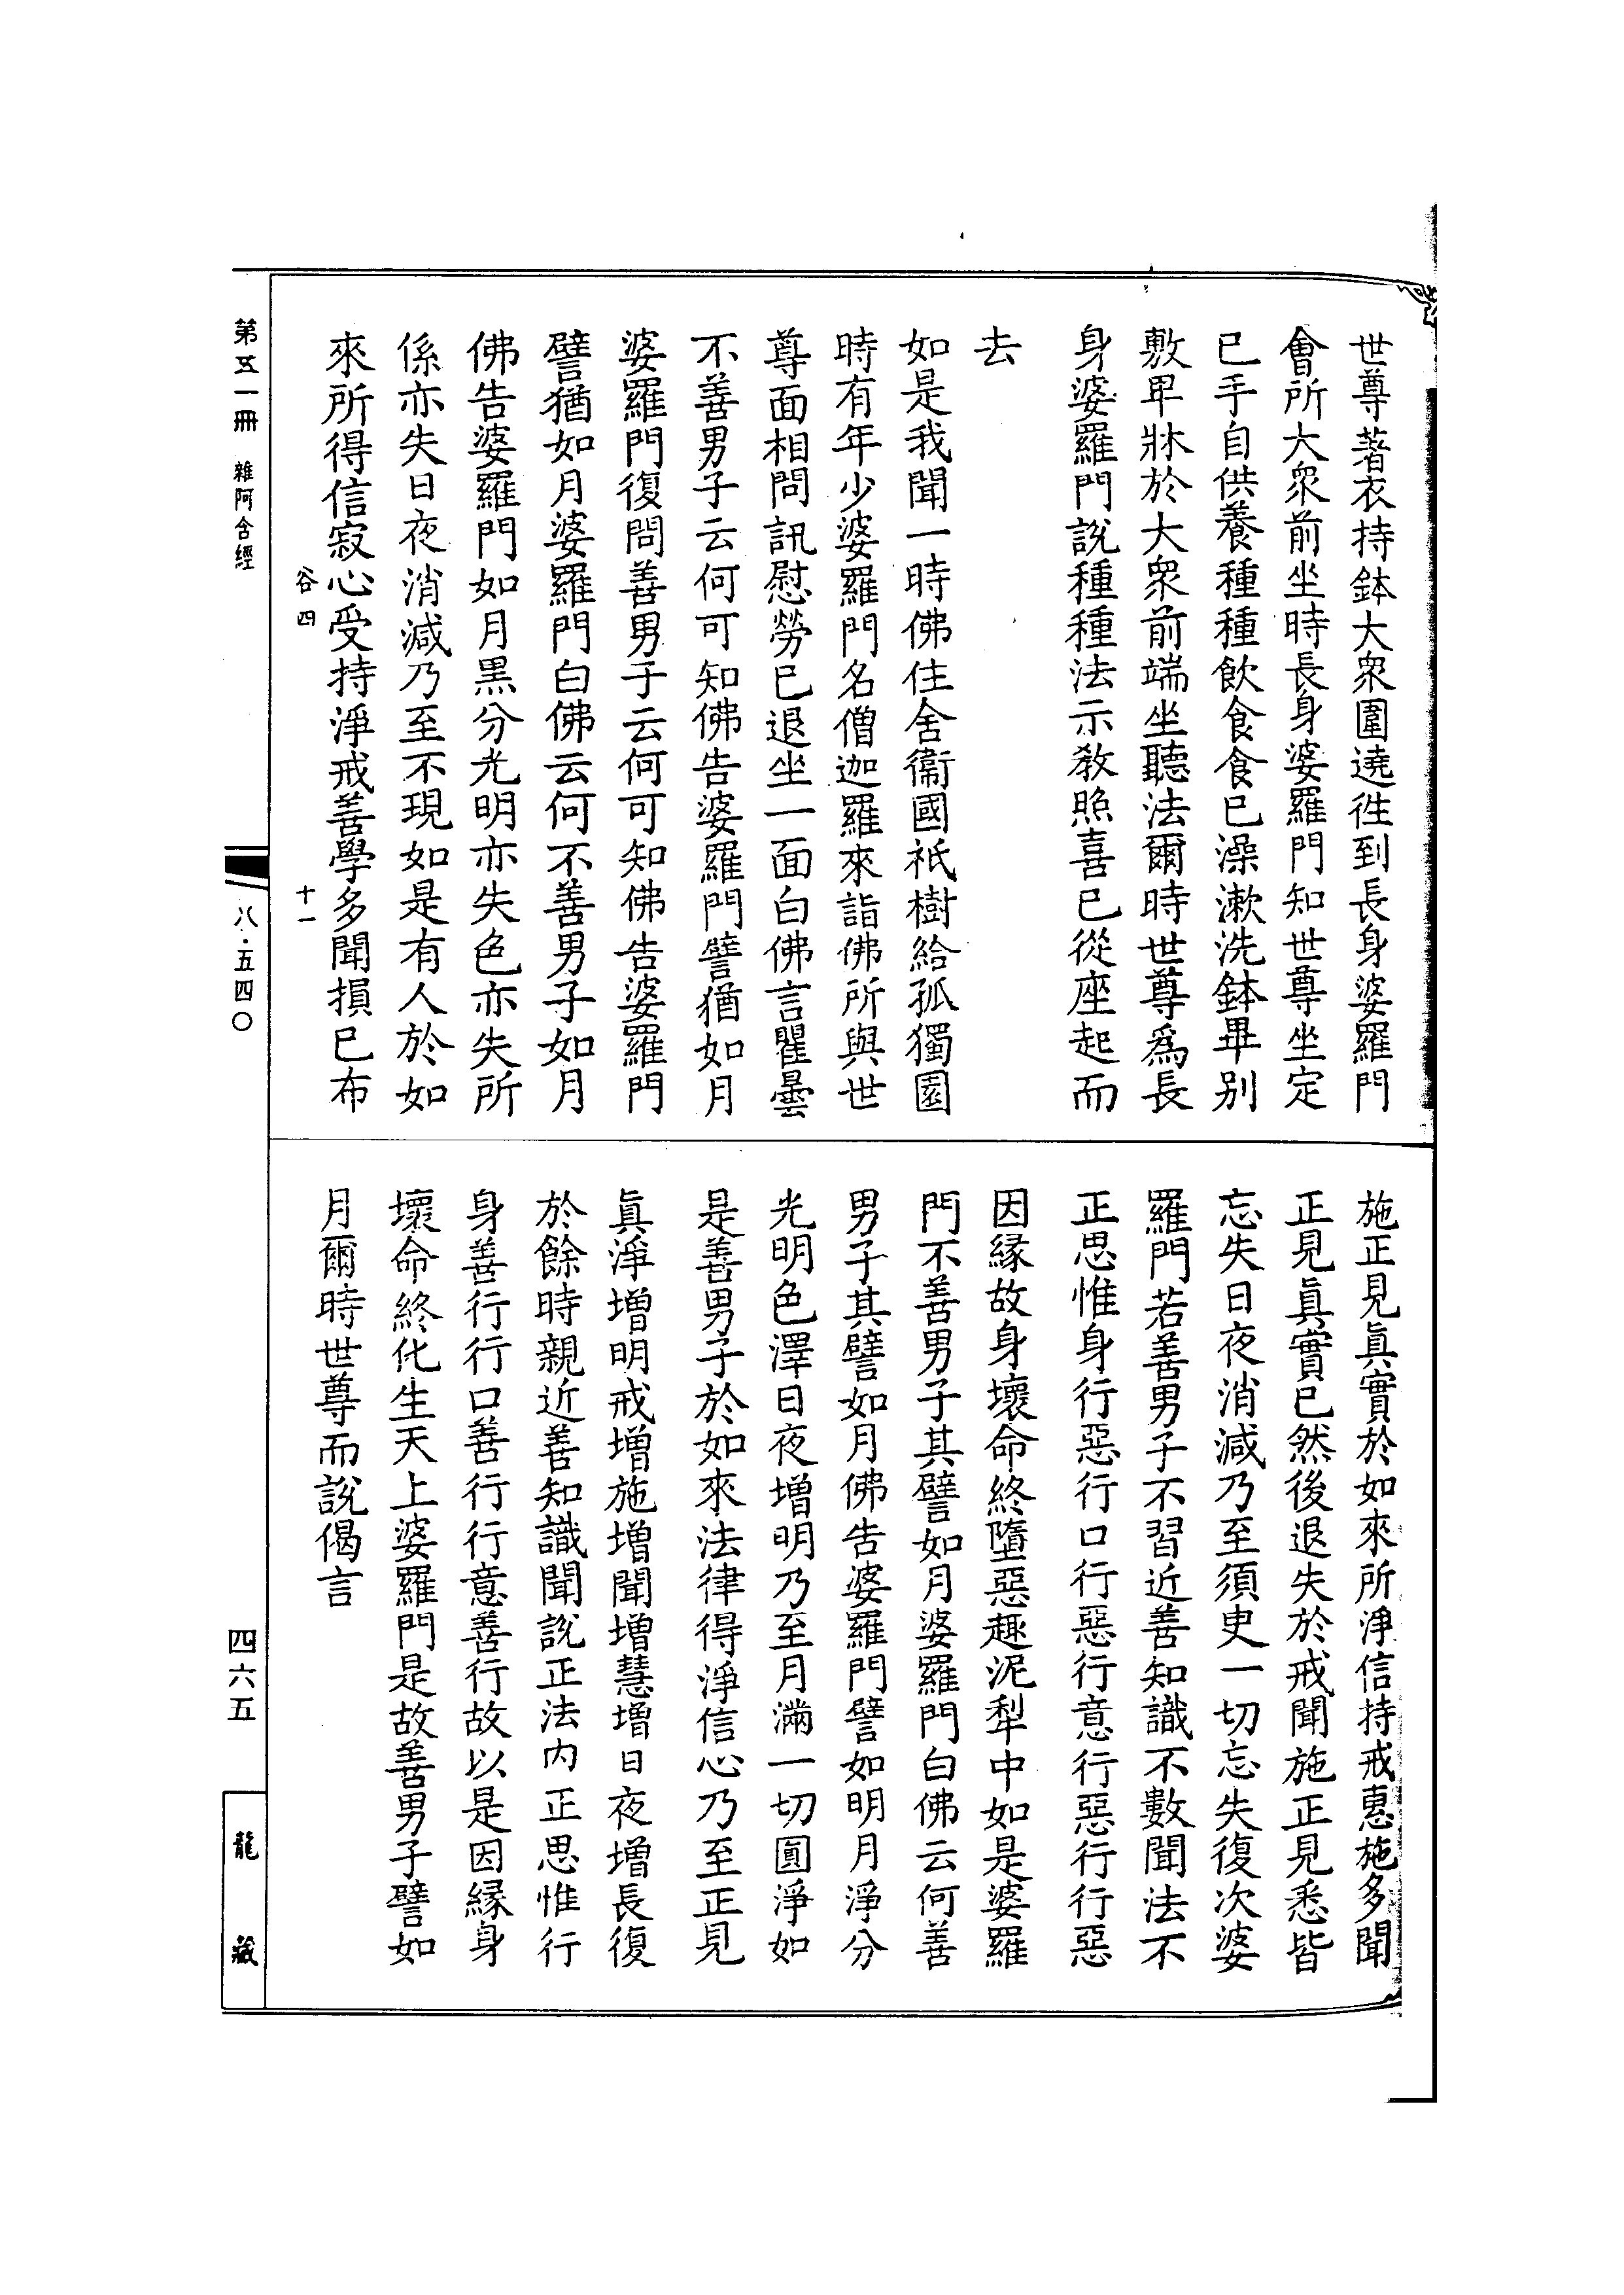 世尊著衣持鉢大衆圍遶徃到長身婆羅門
會所大衆前坐時長身婆羅門知世尊坐定
已手自供養種種飲食食已澡漱洗鉢畢別
敷卑牀於大衆前端坐聽法爾時世尊爲長
身婆羅門說種種法示教照喜已從座起而
去
如是我聞一時佛住舍衞國祇樹給孤獨園
時有年少婆羅門名僧迦羅來詣佛所與世
尊面相問訊慰勞已退坐一面白佛言瞿曇
不善男子云何可知佛告婆羅門譬猶如月
婆羅門復問善男子云何可知佛告婆羅門
譬猶如月婆羅門白佛云何不善男子如月
佛告婆羅門如月黑分光明亦失色亦失所
係亦失日夜消減乃至不現如是有人於如
來所得信寂心受持淨戒善學多聞損已布
施正見眞實於如來所淨信持戒惠施多聞
正見眞實已然後退失於戒聞施正見悉皆
忘失日夜消減乃至須史一切忘失復次婆
羅門若善男子不習近善知識不數聞法不
正思惟身行惡行口行惡行意行惡行行惡
因緣故身壞命終墮惡趣泥犁中如是婆羅
門不善男子其譬如月婆羅門白佛云何善
男子其譬如月佛告婆羅門譬如明月淨分
光明色澤日夜增明乃至月滿一切圓淨如
是善男子於如來法律得淨信心乃至正見
眞淨增明戒增施增聞增慧增日夜增長復
於餘時親近善知識聞說正法内正思惟行
身善行行口善行行意善行故以是因緣身
壞命終化生天上婆羅門是故善男子譬如
月爾時世尊而說偈言
谷四 十一
第五一冊 雜阿含經
八·五四〇
四六五
龍藏